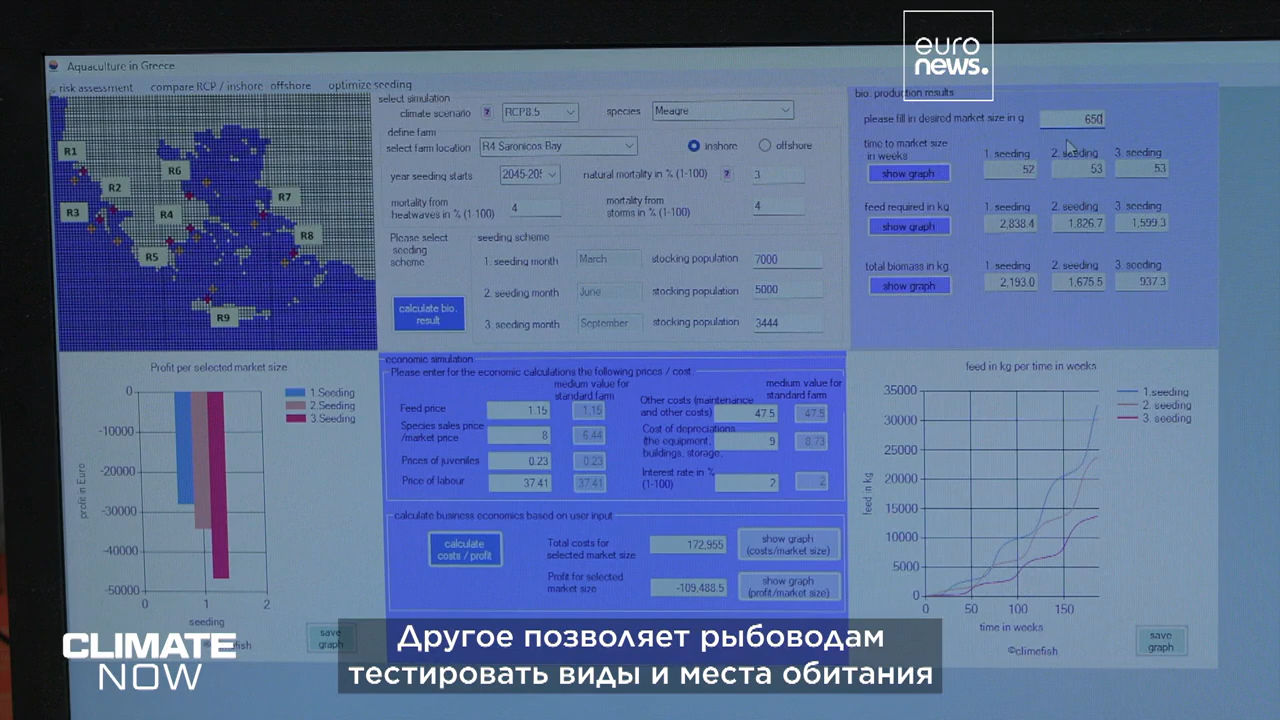 euro
news.
Aquaculture in Greece
risk assessment compare RCP / inshore offshore optimize seeding
R1
R2
R3
R4
R5
R6
R7
R8
R9
select simulation
climate scenario ? RCP8.5 species Meagre
define farm
select farm location R4 Saronicos Bay inshore offshore
year seeding starts 2045-205 natural mortality in % (1-100) ? 3
mortality from
heatwaves in % (1-100) 4
mortality from
storms in % (1-100) 4
Please select
seeding
scheme
seeding scheme
1. seeding month March stocking population 7000
2. seeding month June stocking population 5000
3. seeding month September stocking population 3444
calculate bio.
result
bio. production results
please fill in desired market size in g 650
time to market size
in weeks
1. seeding 2. seeding 3. seeding
show graph 52 53 53
feed required in kg 1. seeding 2. seeding 3. seeding
show graph 2,838.4 1,826.7 1,599.3
total biomass in kg 1. seeding 2. seeding 3. seeding
show graph 2,193.0 1,675.5 937.3
Profit per selected market size
0
-10000
-20000
-30000
-40000
-50000
profit in Euro
0 1 2
seeding
1.Seeding
2.Seeding
3.Seeding
save
graph
economic simulation
Please enter for the economic calculations the following prices / cost.
medium value for
standard farm
medium value for
standard farm
Feed price 1.15 1.15
Species sales price
/market price 8 6.44
Prices of juveniles 0.23 0.23
Price of labour 37.41 37.41
Other costs (maintenance
and other costs) 47.5 47.5
Cost of depreciations
(the equipment,
buildings, storage, 9 8.73
Interest rate in %
(1-100) 2 2
calculate business economics based on user input
calculate
costs / profit
Total costs for
selected market size 172,955
show graph
(costs/market size)
Profit for selected
market size -109,488.5
show graph
(profit/market size)
feed in kg per time in weeks
35000
30000
25000
20000
15000
10000
5000
0
feed in kg
0 50 100 150
time in weeks
1.seeding
2. seeding
3. seeding
©climefish
save
graph
CLIMATE
NOW
Другое позволяет рыбоводам
тестировать виды и места обитания